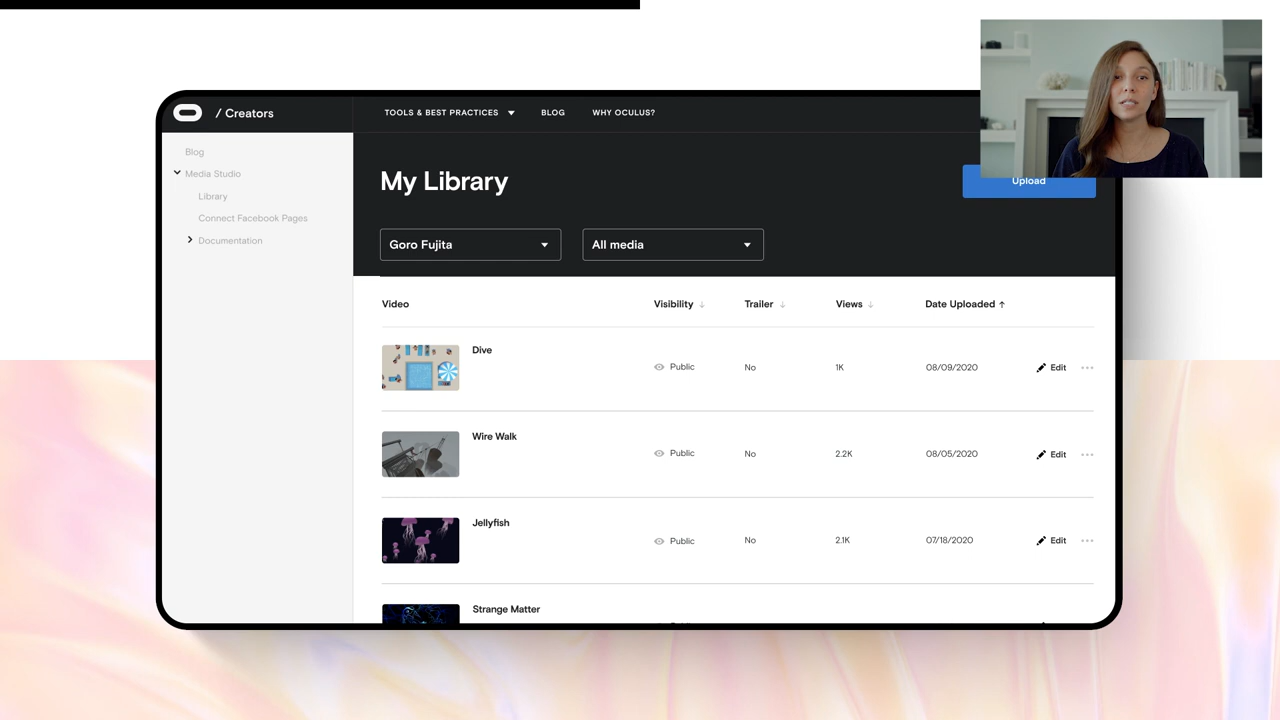 / Creators
TOOLS & BEST PRACTICES BLOG WHY OCULUS?
Blog
Media Studio
Library
Connect Facebook Pages
Documentation
My Library
Upload
Goro Fujita All media
Video Visibility Trailer Views Date Uploaded
Dive
Public No 1K 08/09/2020 Edit
Wire Walk
Public No 2.2K 08/05/2020 Edit
Jellyfish
Public No 2.1K 07/18/2020 Edit
Strange Matter